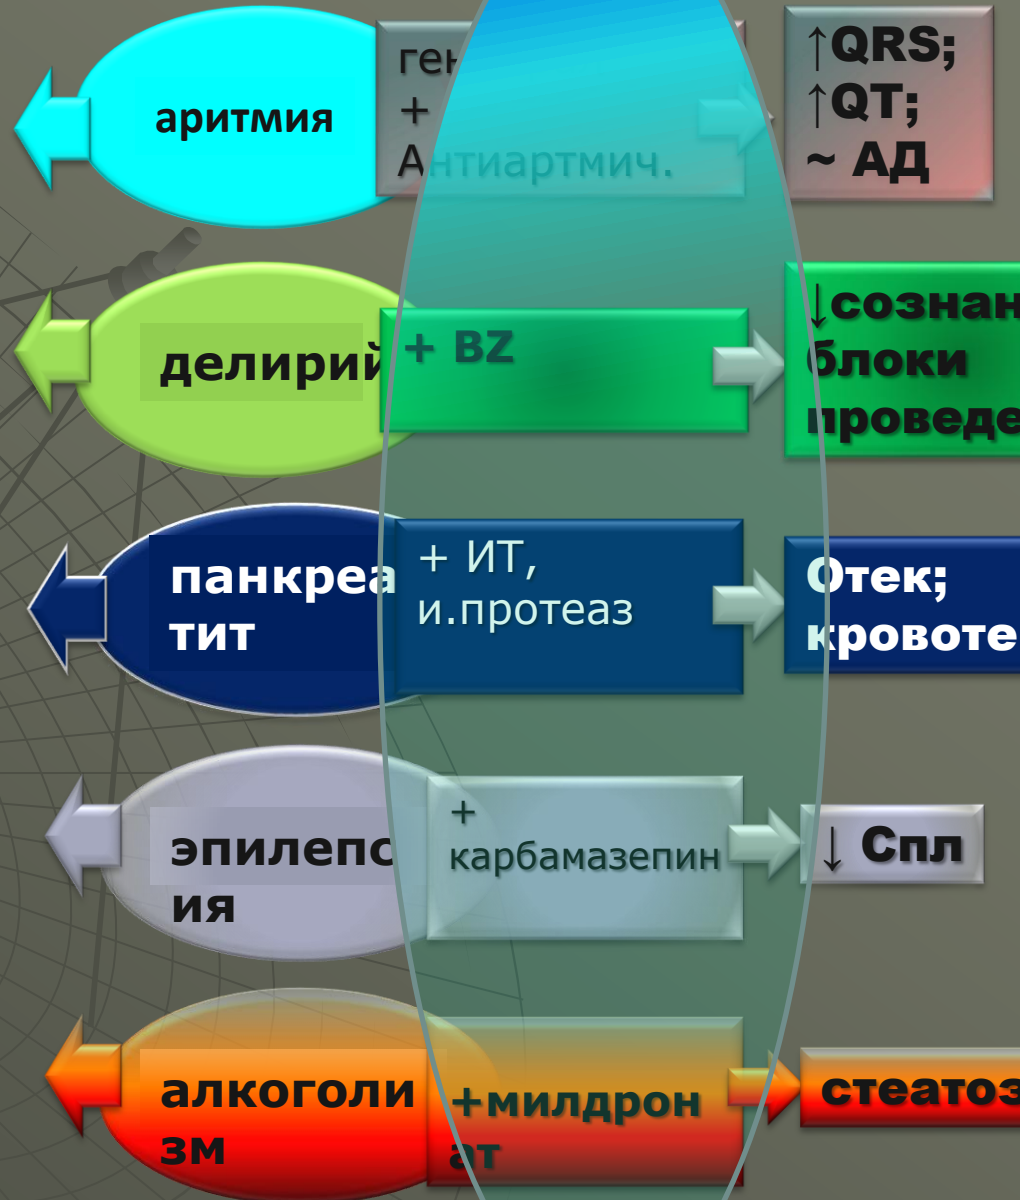 аритмия
ген
+
Антиартмич.
↑QRS;
↑QT;
~ АД
делирий
+ BZ
↓сознан
блоки
проведе
панкреа
тит
+ ИТ,
и.протеаз
Отек;
кровоте
эпилепс
ия
+
карбамазепин
↓ Спл
алкоголи
зм
+милдрон
ат
стеатоз